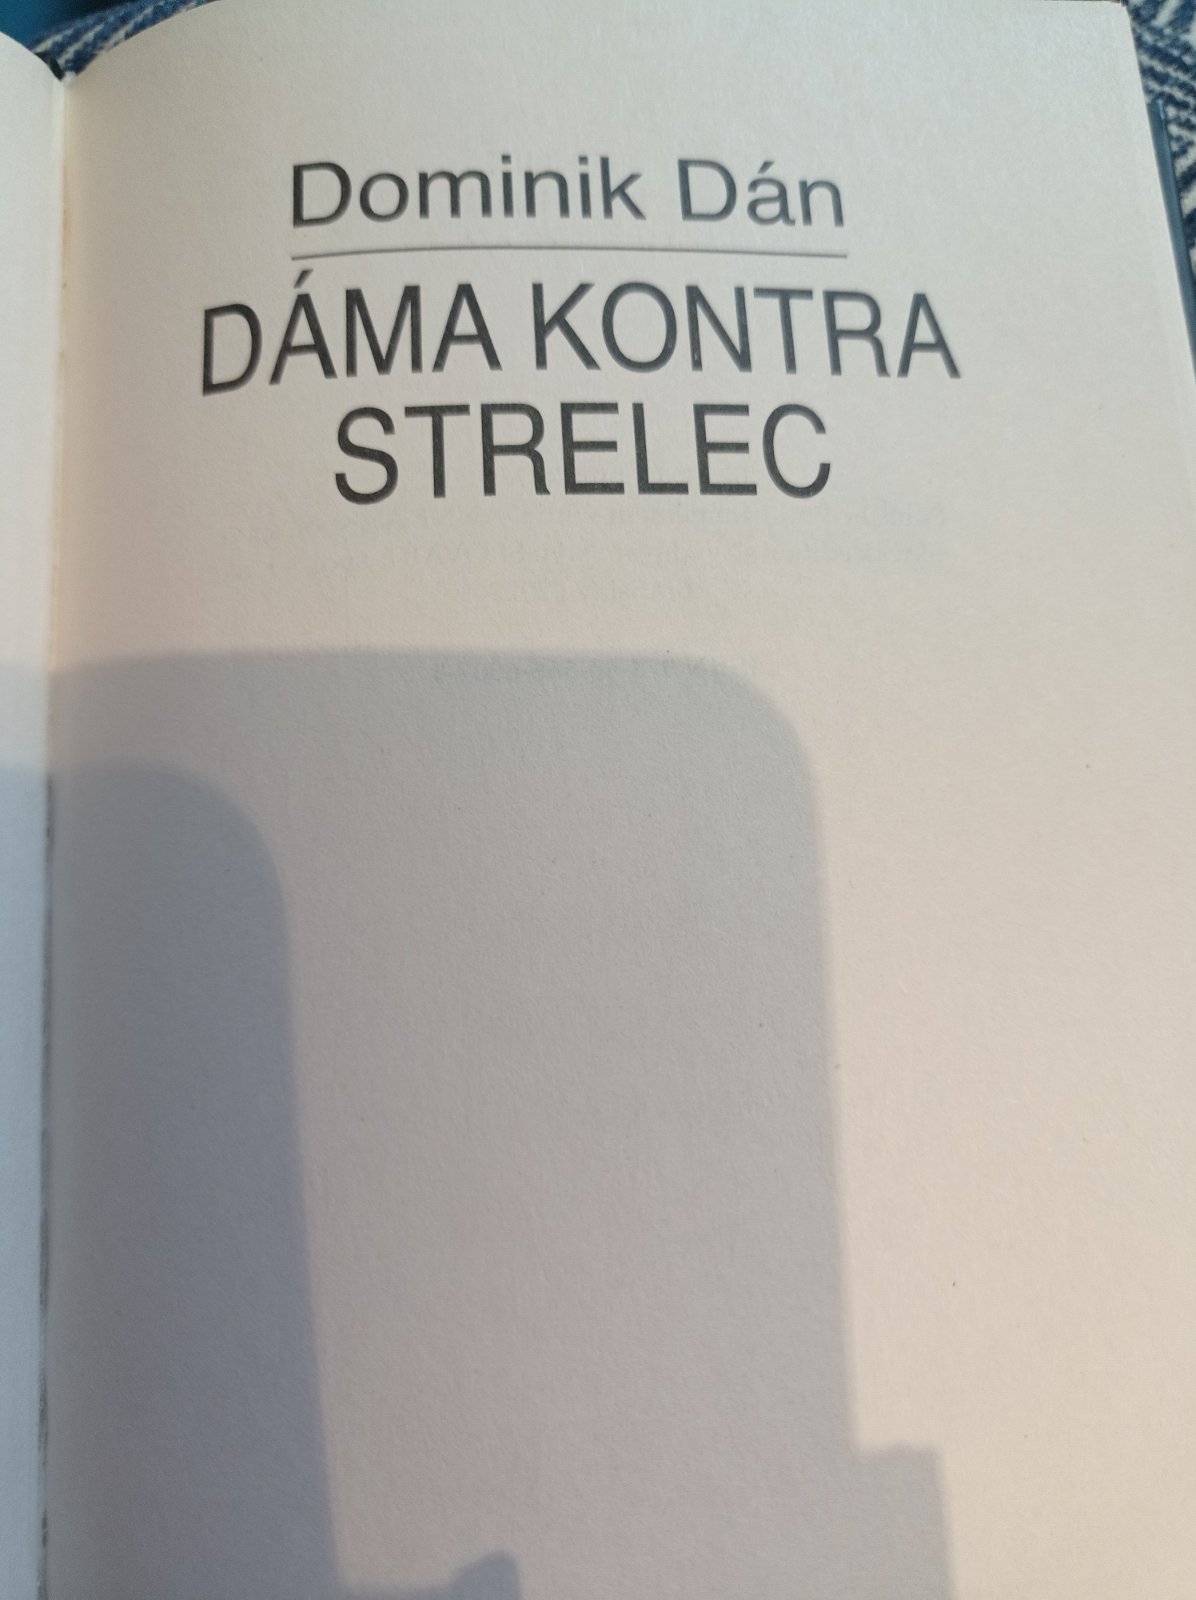 Dominik Dán
DÁMA KONTRA
STRELEC